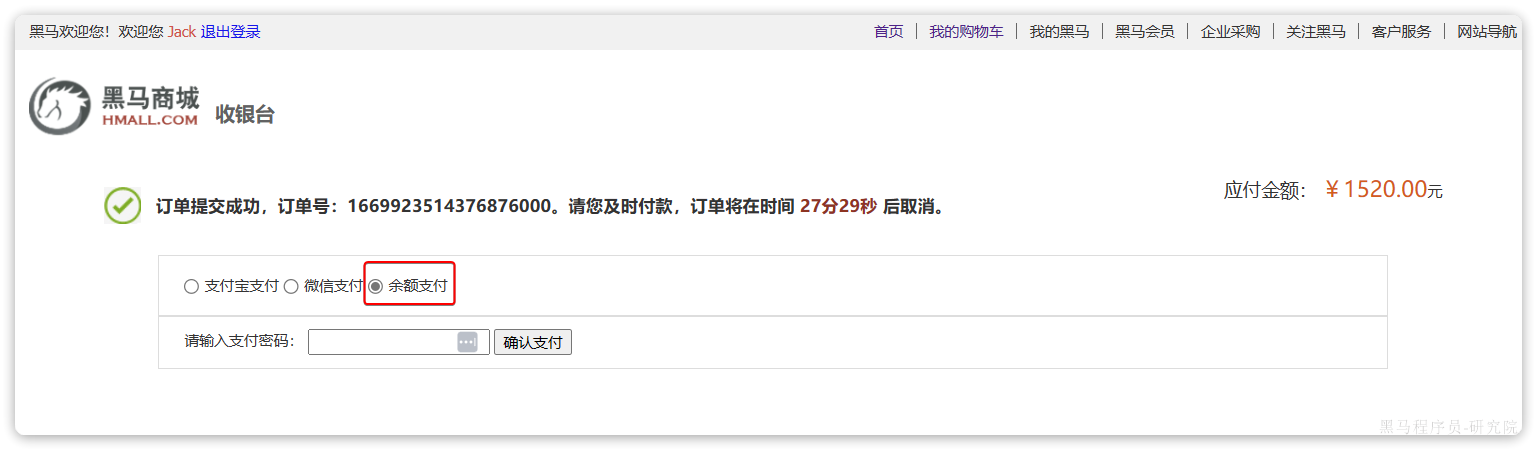 黑马欢迎您！欢迎您 Jack 退出登录 首页 我的购物车 我的黑马 黑马会员 企业采购 关注黑马 客户服务 网站导航
黑马商城
HMALL.COM
收银台
应付金额： ￥1520.00元
订单提交成功，订单号：1669923514376876000。请您及时付款，订单将在时间 27分29秒 后取消。
支付宝支付 微信支付 余额支付
请输入支付密码： 确认支付
黑马程序员-研究院